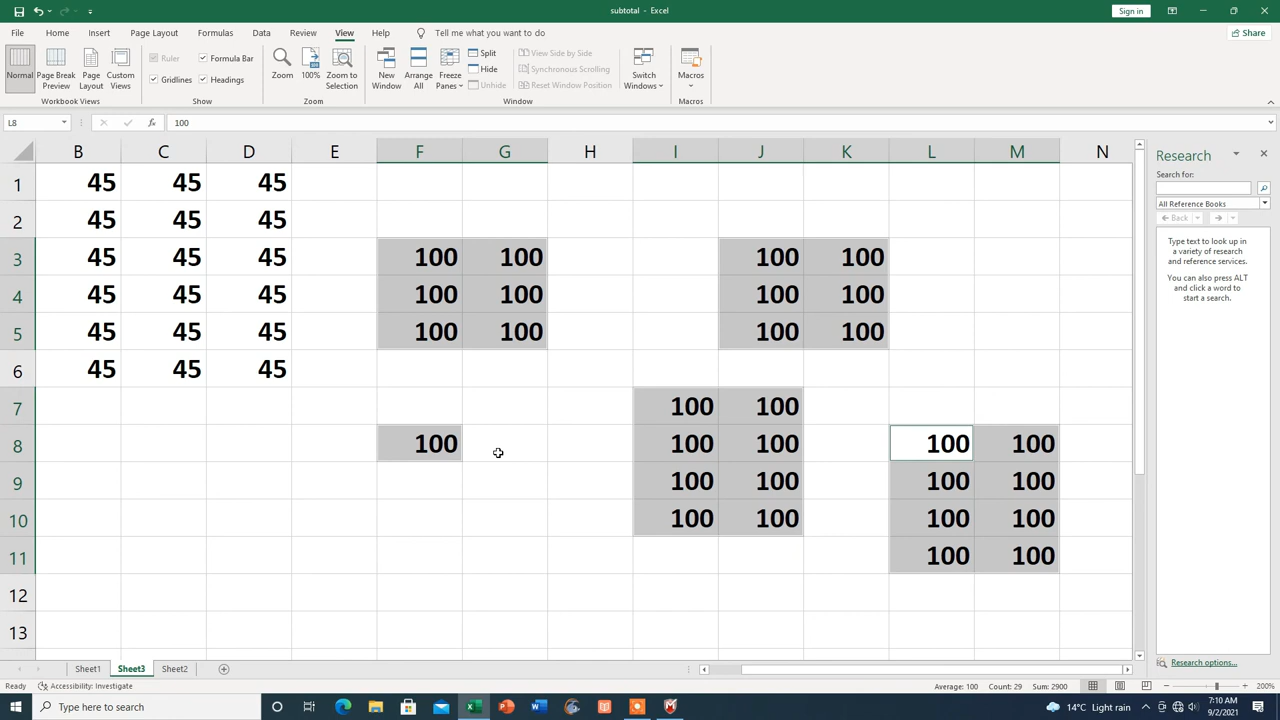 subtotal - Excel
Sign in
File Home Insert Page Layout Formulas Data Review View Help Tell me what you want to do
Share
Normal
Page Break Preview
Page Layout
Custom Views
Workbook Views
Ruler
Formula Bar
Gridlines
Headings
Show
Zoom
100%
Zoom to Selection
Zoom
New Window
Arrange All
Freeze Panes
Split
Hide
Unhide
View Side by Side
Synchronous Scrolling
Reset Window Position
Window
Switch Windows
Macros
Macros
L8
fx
100
B C D E F G H I J K L M N
1 45 45 45
2 45 45 45
3 45 45 45 100 100 100 100
4 45 45 45 100 100 100 100
5 45 45 45 100 100 100 100
6 45 45 45
7 100 100
8 100 100 100 100 100
9 100 100 100 100
10 100 100 100 100
11 100 100
12
13
Research
Search for:
All Reference Books
Back
Type text to look up in
a variety of research
and reference services.
You can also press ALT
and click a word to
start a search.
Research options...
Sheet1 Sheet3 Sheet2
Ready Accessibility: Investigate
Average: 100 Count: 29 Sum: 2900
200%
Type here to search
14°C Light rain
7:10 AM
9/2/2021